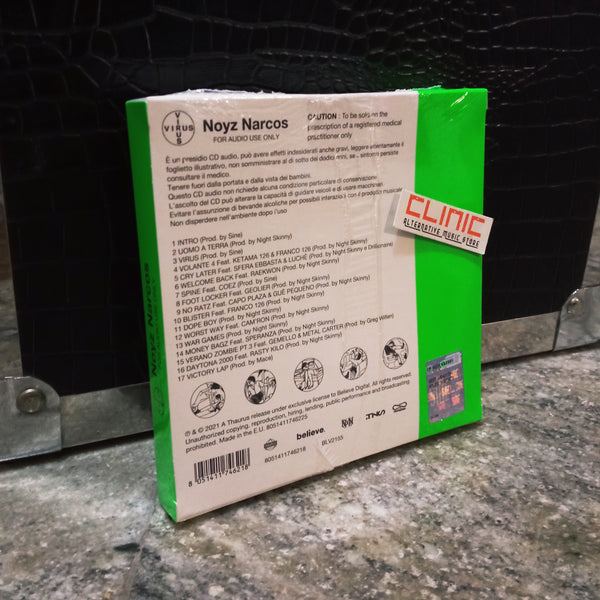 VIRUS
VIRUS
Noyz Narcos
FOR AUDIO USE ONLY
CAUTION : To be sold on the
prescription of a registered medical
practitioner only
È un presidio CD audio, può avere effetti indesiderati anche gravi, leggere attentamente il
foglietto illustrativo, non somministrare al di sotto dei dodici anni, se il sintomo persiste
consultare il medico.
Tenere fuori dalla portata e dalla vista dei bambini.
Questo CD audio non richiede alcuna condizione particolare di conservazione
L'ascolto del CD può alterare la capacità di guidare veicoli e di usare macchinari.
Evitare l'assunzione di bevande alcoliche per possibili interazioni con il prodotto musicale
Non disperdere nell'ambiente dopo l'uso
1 INTRO (Prod. by Sine)
2 UOMO A TERRA (Prod. by Night Skinny)
3 VIRUS (Prod. by Sine)
4 VOLANTE 4 Feat. KETAMA 126 & FRANCO 126 (Prod. by Night Skinny)
5 CRY LATER Feat. SFERA EBBASTA & LUCHÈ (Prod. by Night Skinny e Drillionaire)
6 WELCOME BACK Feat. RAEKWON (Prod. by Night Skinny)
7 SPINE Feat. COEZ (Prod. by Sine)
8 FOOT LOCKER Feat. GEOLIER (Prod. by Night Skinny)
9 NO RATZ Feat. CAPO PLAZA & GUÈ PEQUENO (Prod. by Night Skinny)
10 BLISTER Feat. FRANCO 126 (Prod. by Night Skinny)
11 DOPE BOY (Prod. by Night Skinny)
12 WORST WAY Feat. CAM'RON (Prod. by Night Skinny)
13 WAR GAMES (Prod. by Night Skinny)
14 MONEY BAGZ Feat. SPERANZA (Prod. by Night Skinny)
15 VERANO ZOMBIE PT.3 Feat. GEMELLO & METAL CARTER (Prod. by Greg Willen)
16 DAYTONA 2000 Feat. RASTY KILO (Prod. by Night Skinny)
17 VICTORY LAP (Prod. by Mace)
℗ & © 2021 A Thaurus release under exclusive license to Believe Digital. All rights reserved.
Unauthorized copying, reproduction, hiring, lending, public performance and broadcasting
prohibited. Made in the E.U. 8051411746225
8 051411 746218
8051411746218
believe.
BLV2155
CLINIC
ALTERNATIVE MUSIC STORE
Noyz Narcos